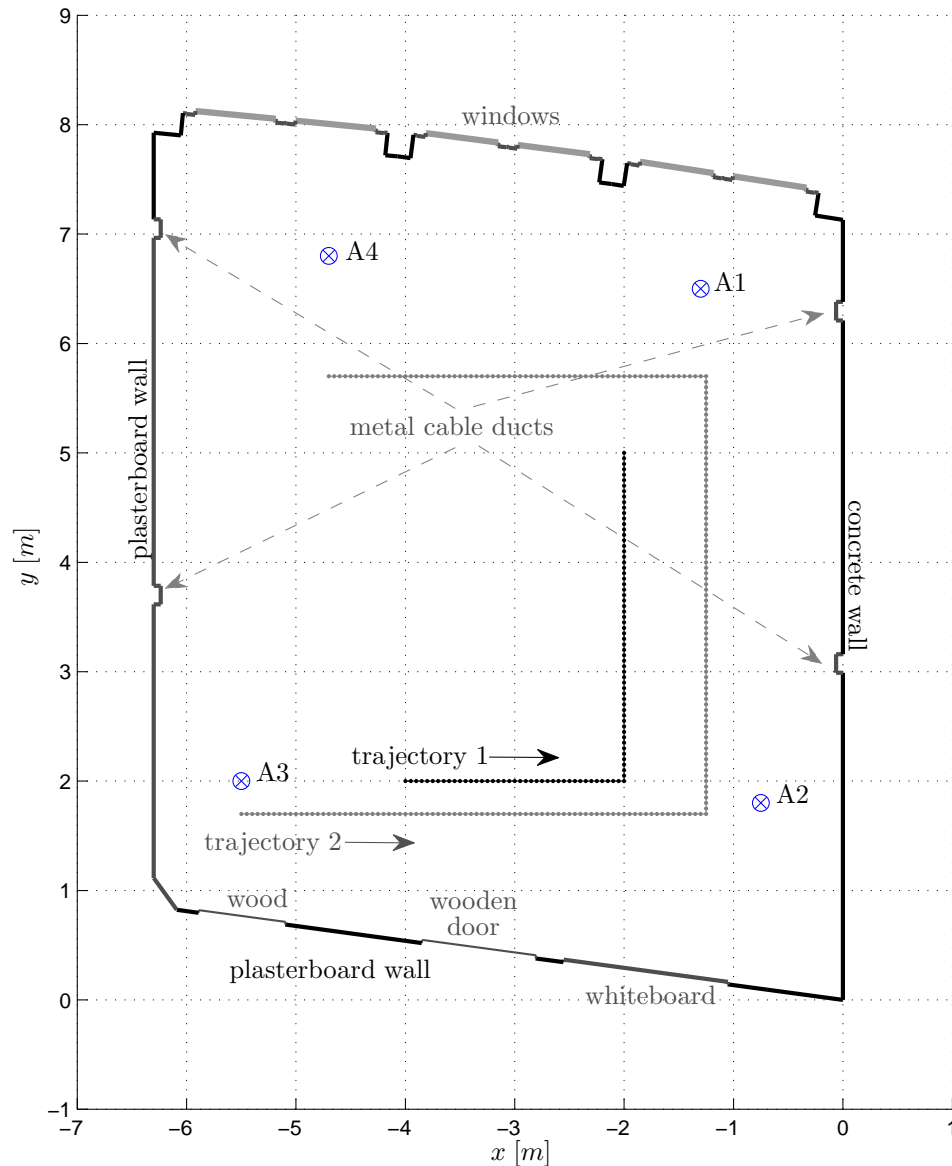 9
8
7
6
5
4
3
2
1
0
−1
−7
−6
−5
−4
−3
−2
−1
0
1
x [m]
y [m]
windows
A4
A1
metal cable ducts
plasterboard wall
concrete wall
trajectory 1
A3
A2
trajectory 2
wood
wooden
door
plasterboard wall
whiteboard